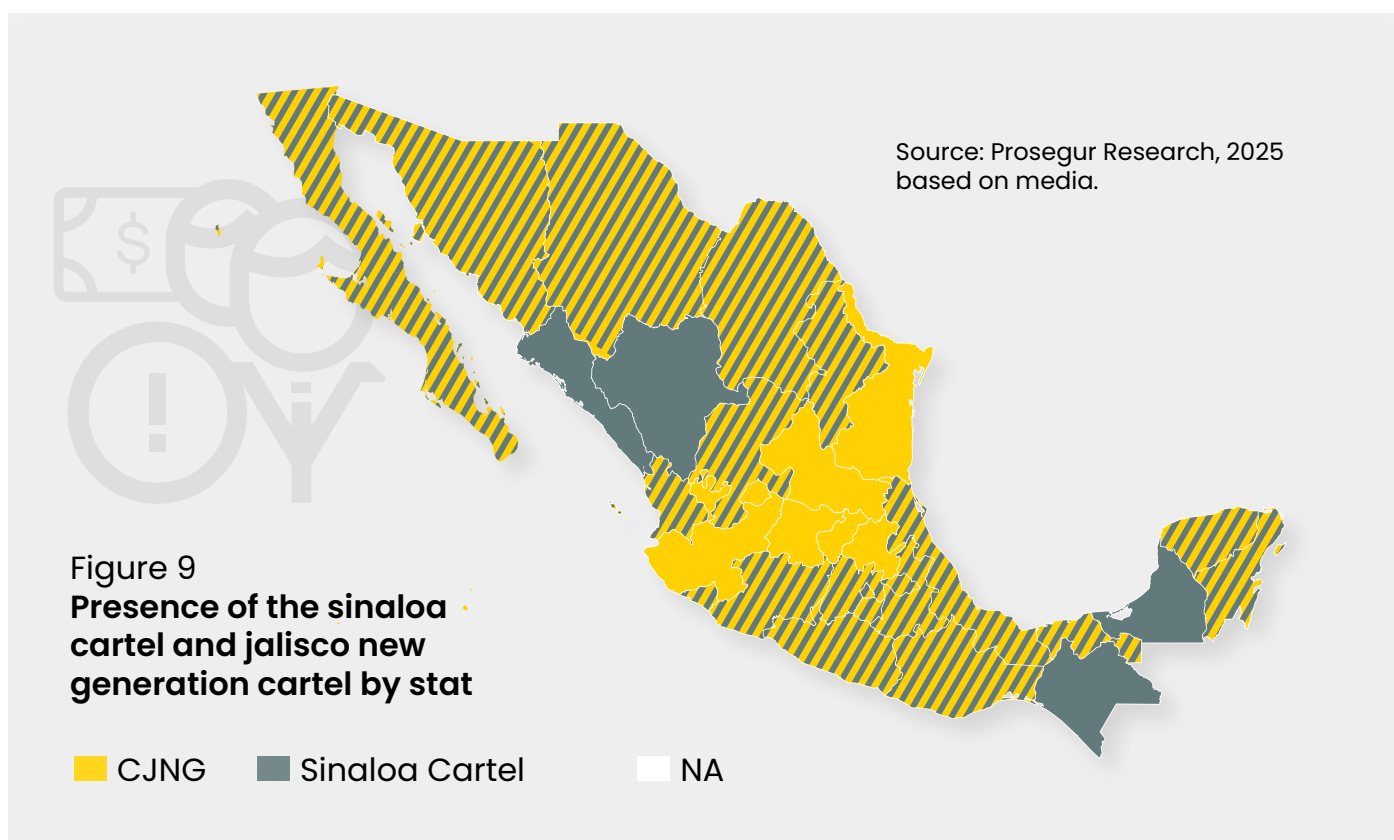 Source: Prosegur Research, 2025
based on media.
$
!
i
Figure 9
Presence of the sinaloa
cartel and jalisco new
generation cartel by stat
CJNG
Sinaloa Cartel
NA